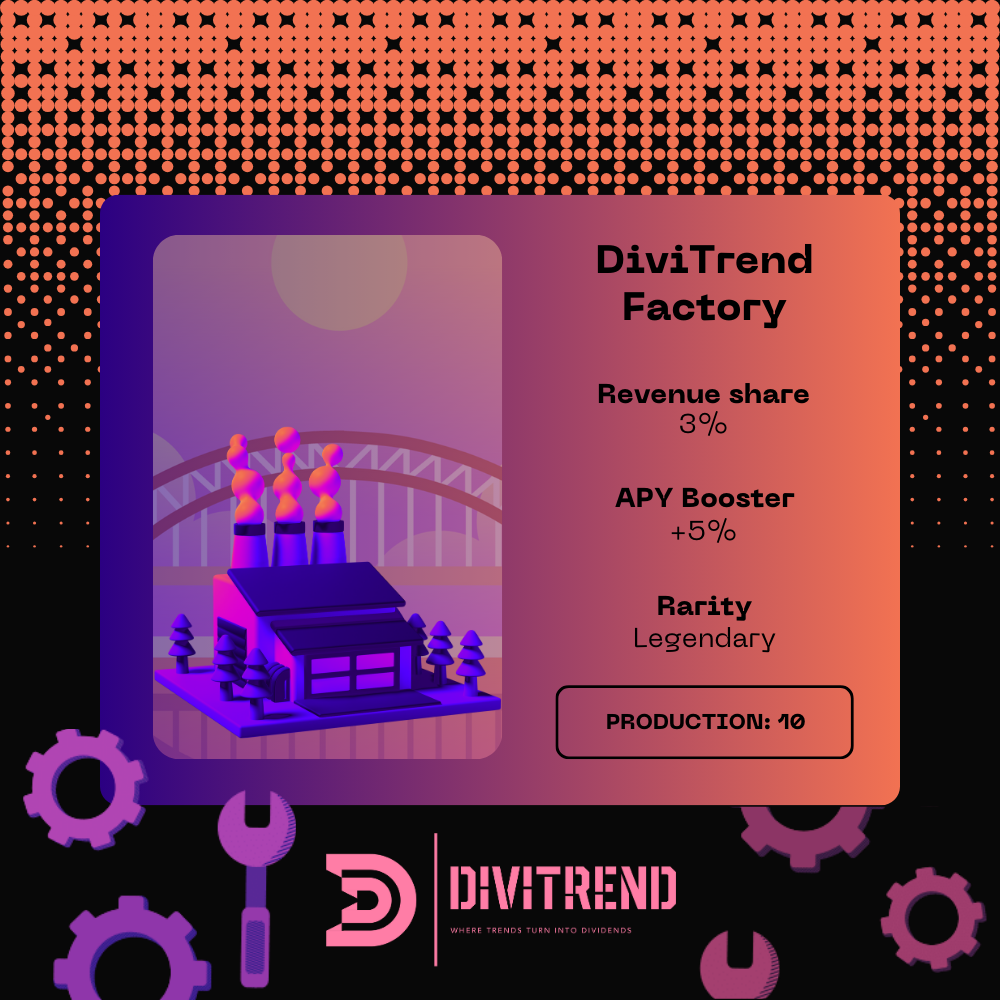 DiviTrend
Factory
Revenue share
3%
APY Booster
+5%
Rarity
Legendary
PRODUCTION: 10
DIVITREND
WHERE TRENDS TURN INTO DIVIDENDS